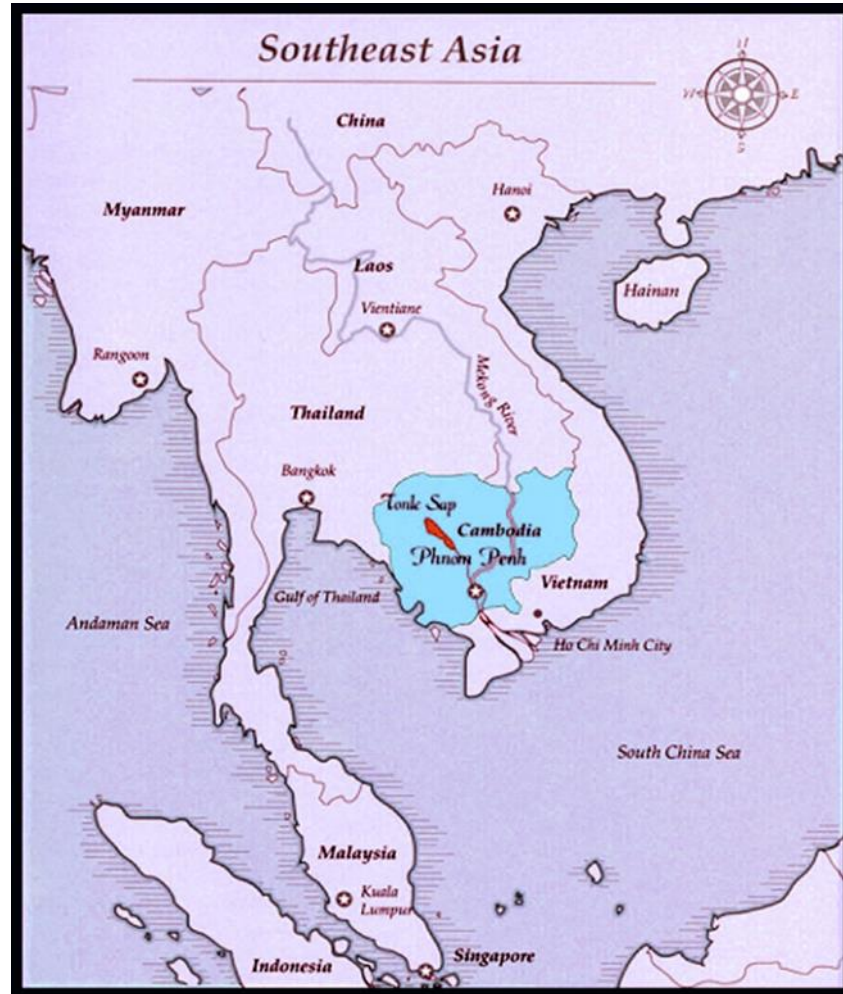 Southeast Asia
N
W
E
S
China
Myanmar
Hanoi
Laos
Hainan
Vientiane
Rangoon
Mekong River
Thailand
Bangkok
Tonle Sap
Cambodia
Phnom Penh
Vietnam
Gulf of Thailand
Andaman Sea
Ho Chi Minh City
South China Sea
Malaysia
Kuala
Lumpur
Singapore
Indonesia